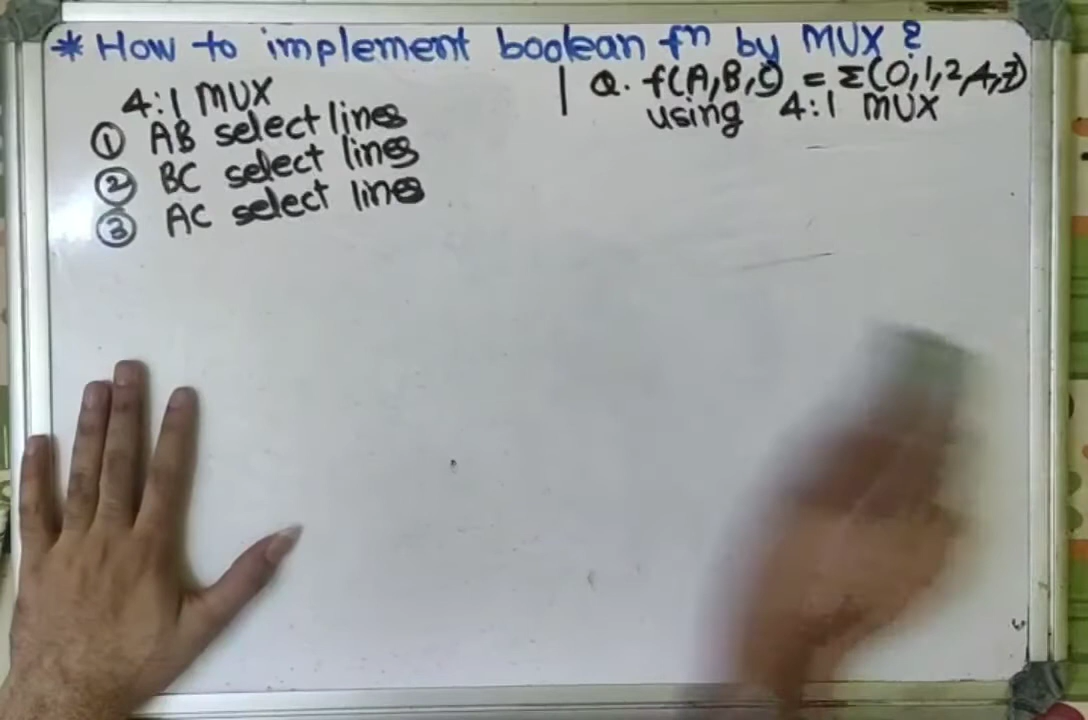 * How to implement boolean fn by MUX ?
4:1 MUX
① AB select lines
② BC select lines
③ AC select lines
Q. f(A,B,C) = Σ(0,1,2,4,7)
using 4:1 MUX